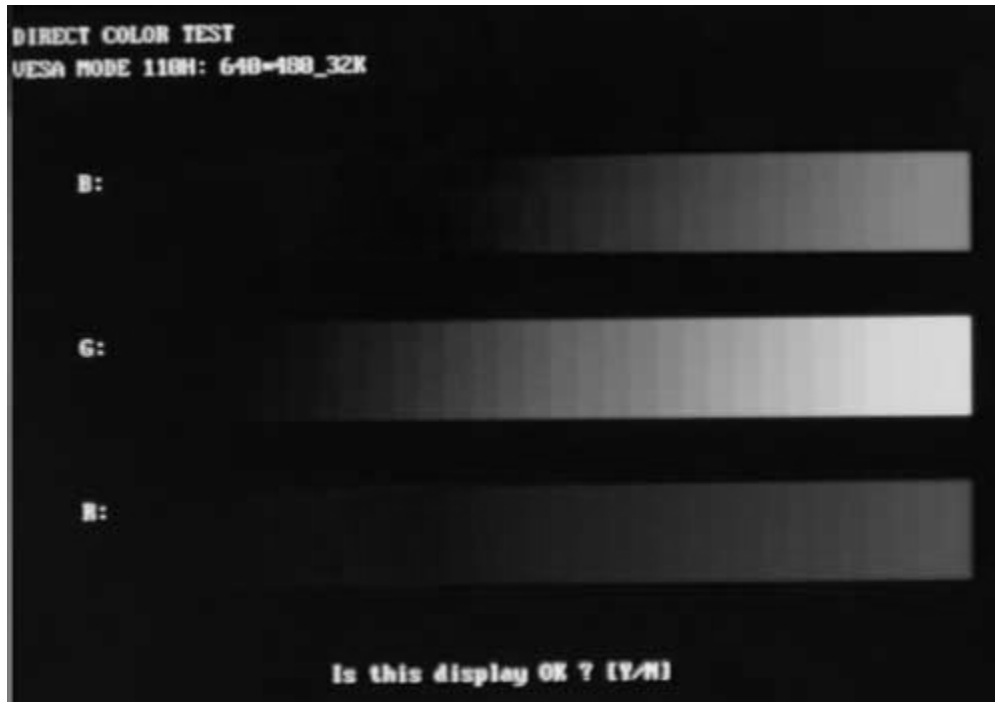 DIRECT COLOR TEST
VESA MODE 110H: 640*480_32K
B:
G:
R:
Is this display OK ? [Y/N]